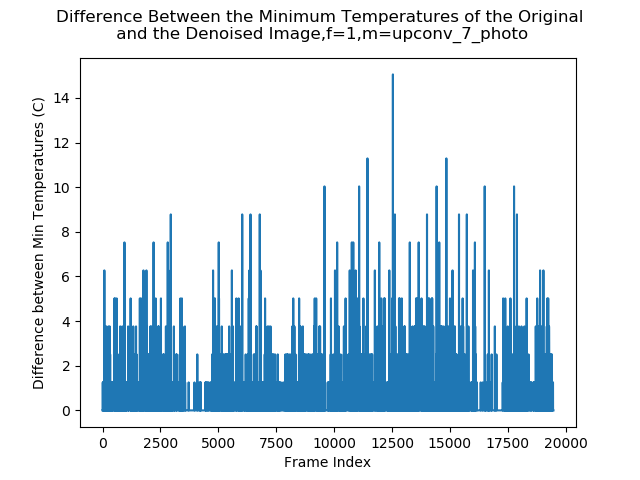 Difference Between the Minimum Temperatures of the Original
and the Denoised Image,f=1,m=upconv_7_photo
Difference between Min Temperatures (C)
14
12
10
8
6
4
2
0
0 2500 5000 7500 10000 12500 15000 17500 20000
Frame Index